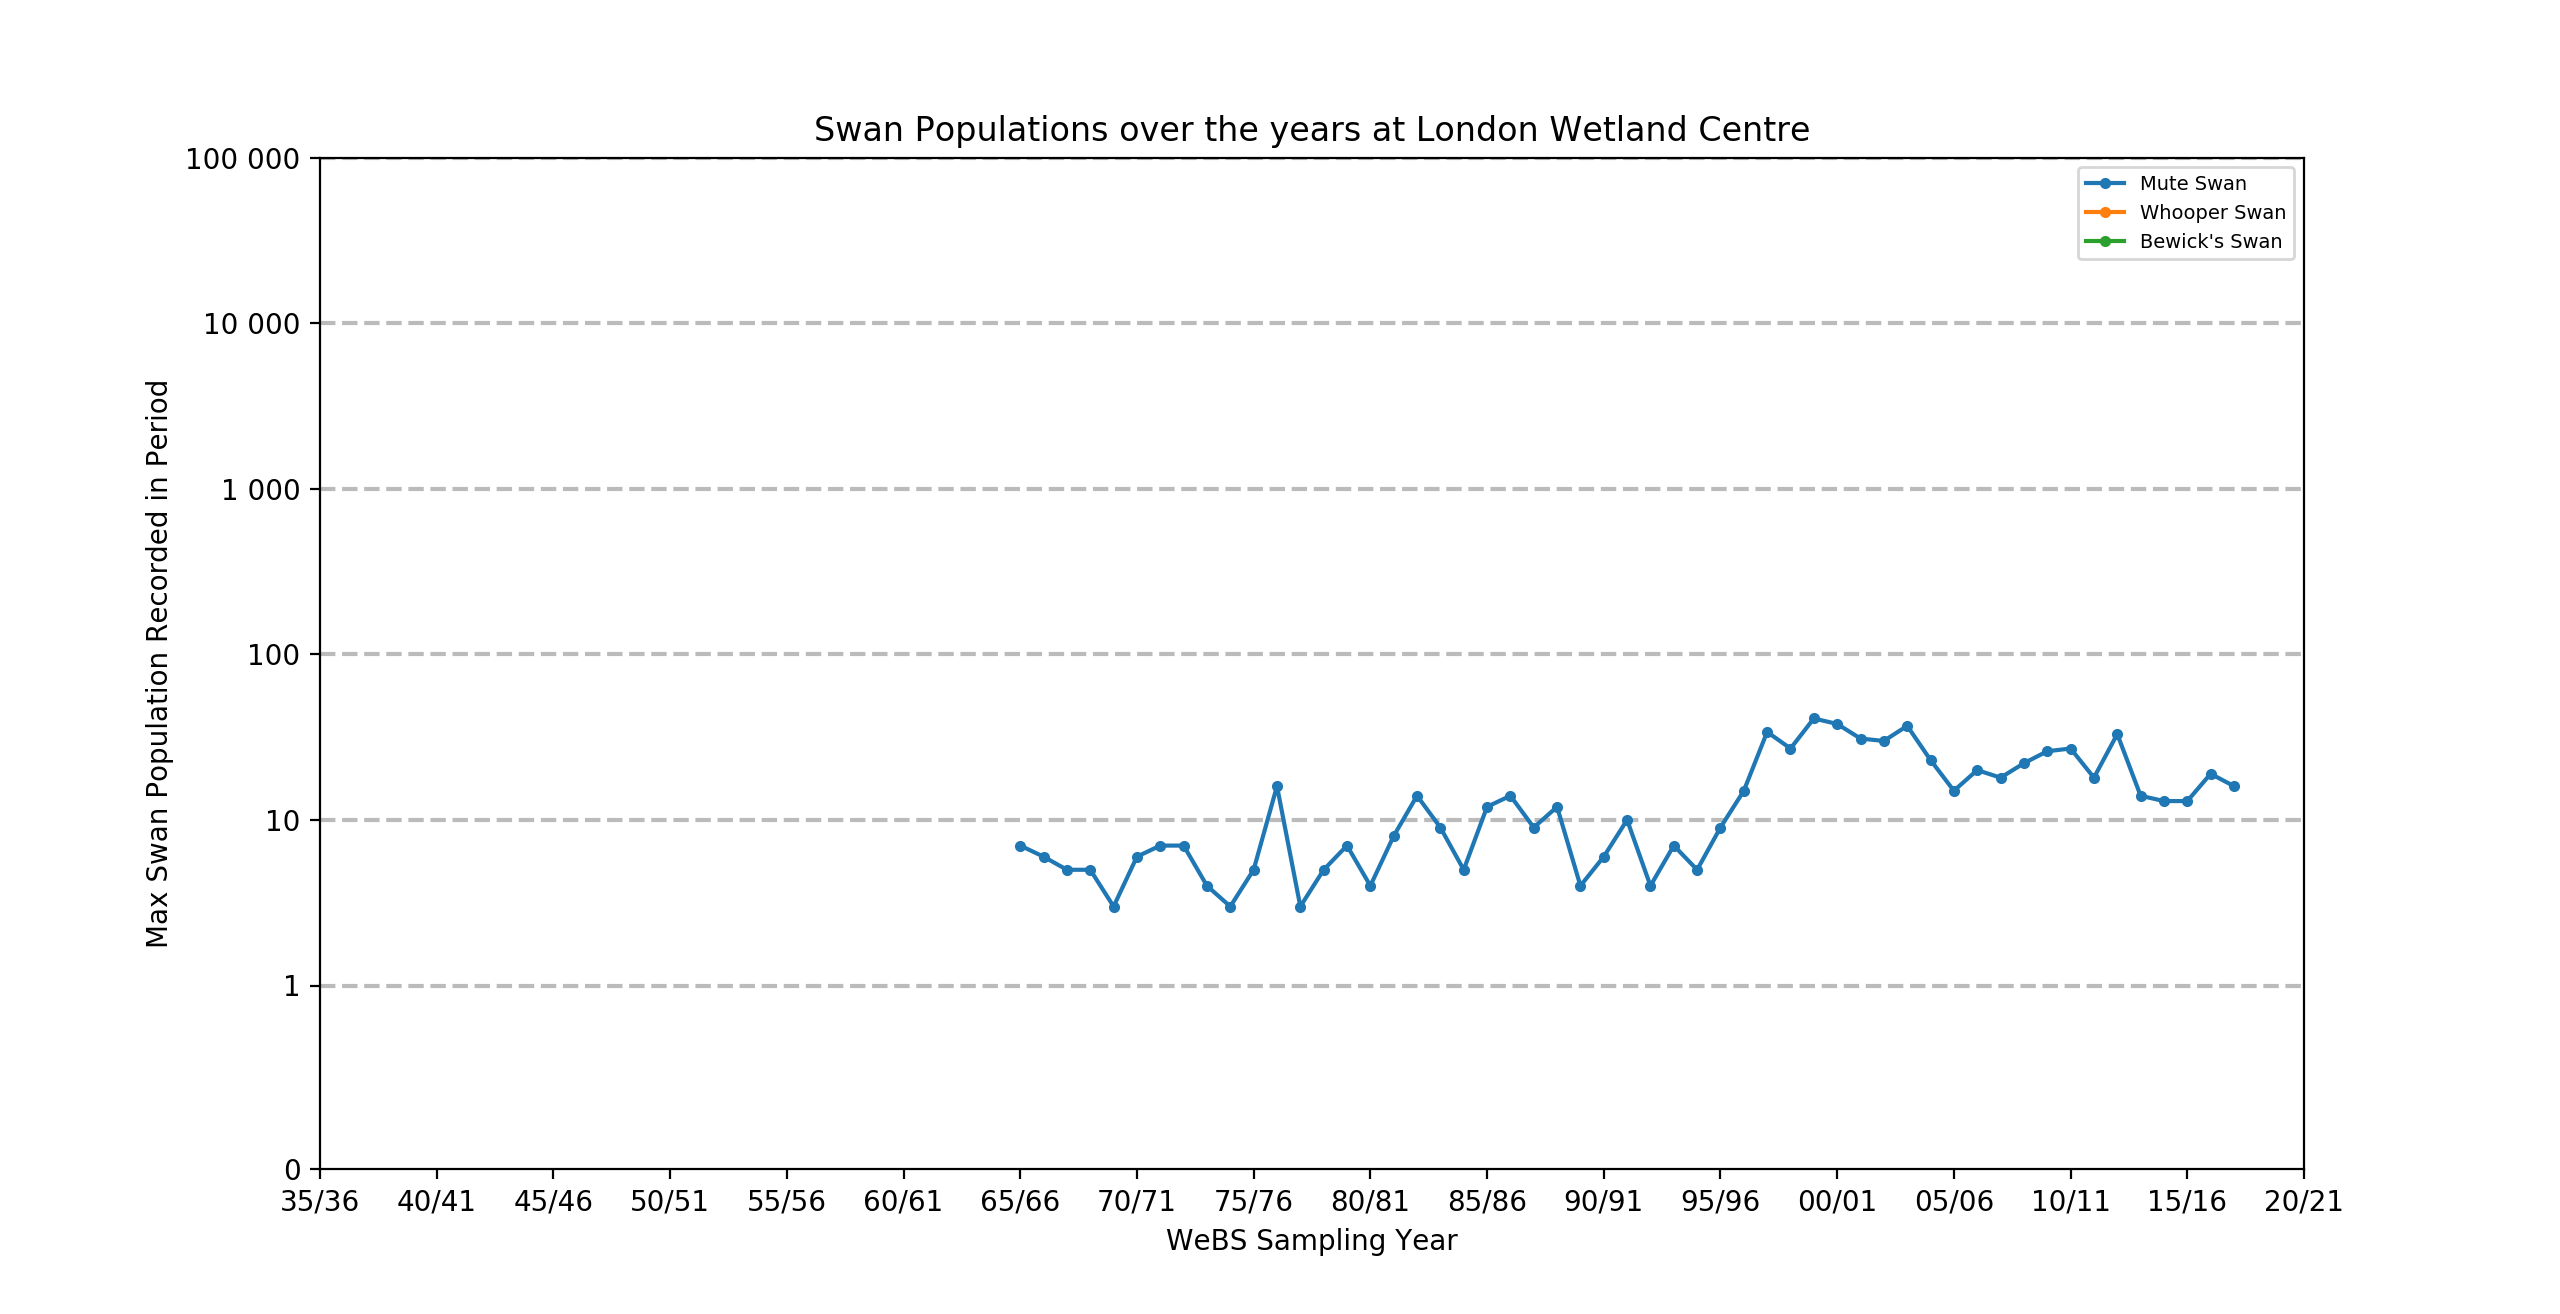 Swan Populations over the years at London Wetland Centre
100 000
10 000
1 000
100
10
1
0
Max Swan Population Recorded in Period
Mute Swan
Whooper Swan
Bewick's Swan
35/36 40/41 45/46 50/51 55/56 60/61 65/66 70/71 75/76 80/81 85/86 90/91 95/96 00/01 05/06 10/11 15/16 20/21
WeBS Sampling Year